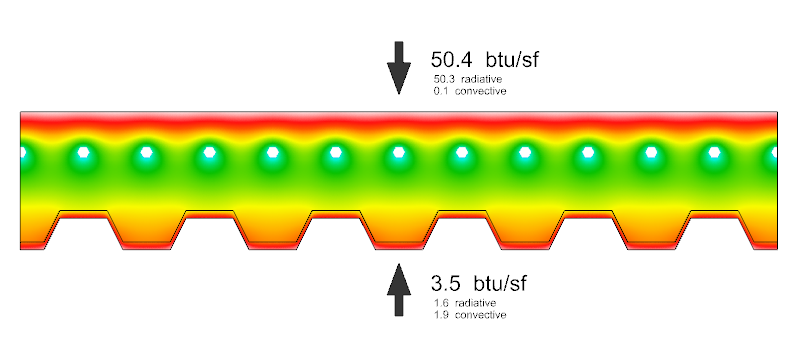 50.4 btu/sf
50.3 radiative
0.1 convective
3.5 btu/sf
1.6 radiative
1.9 convective